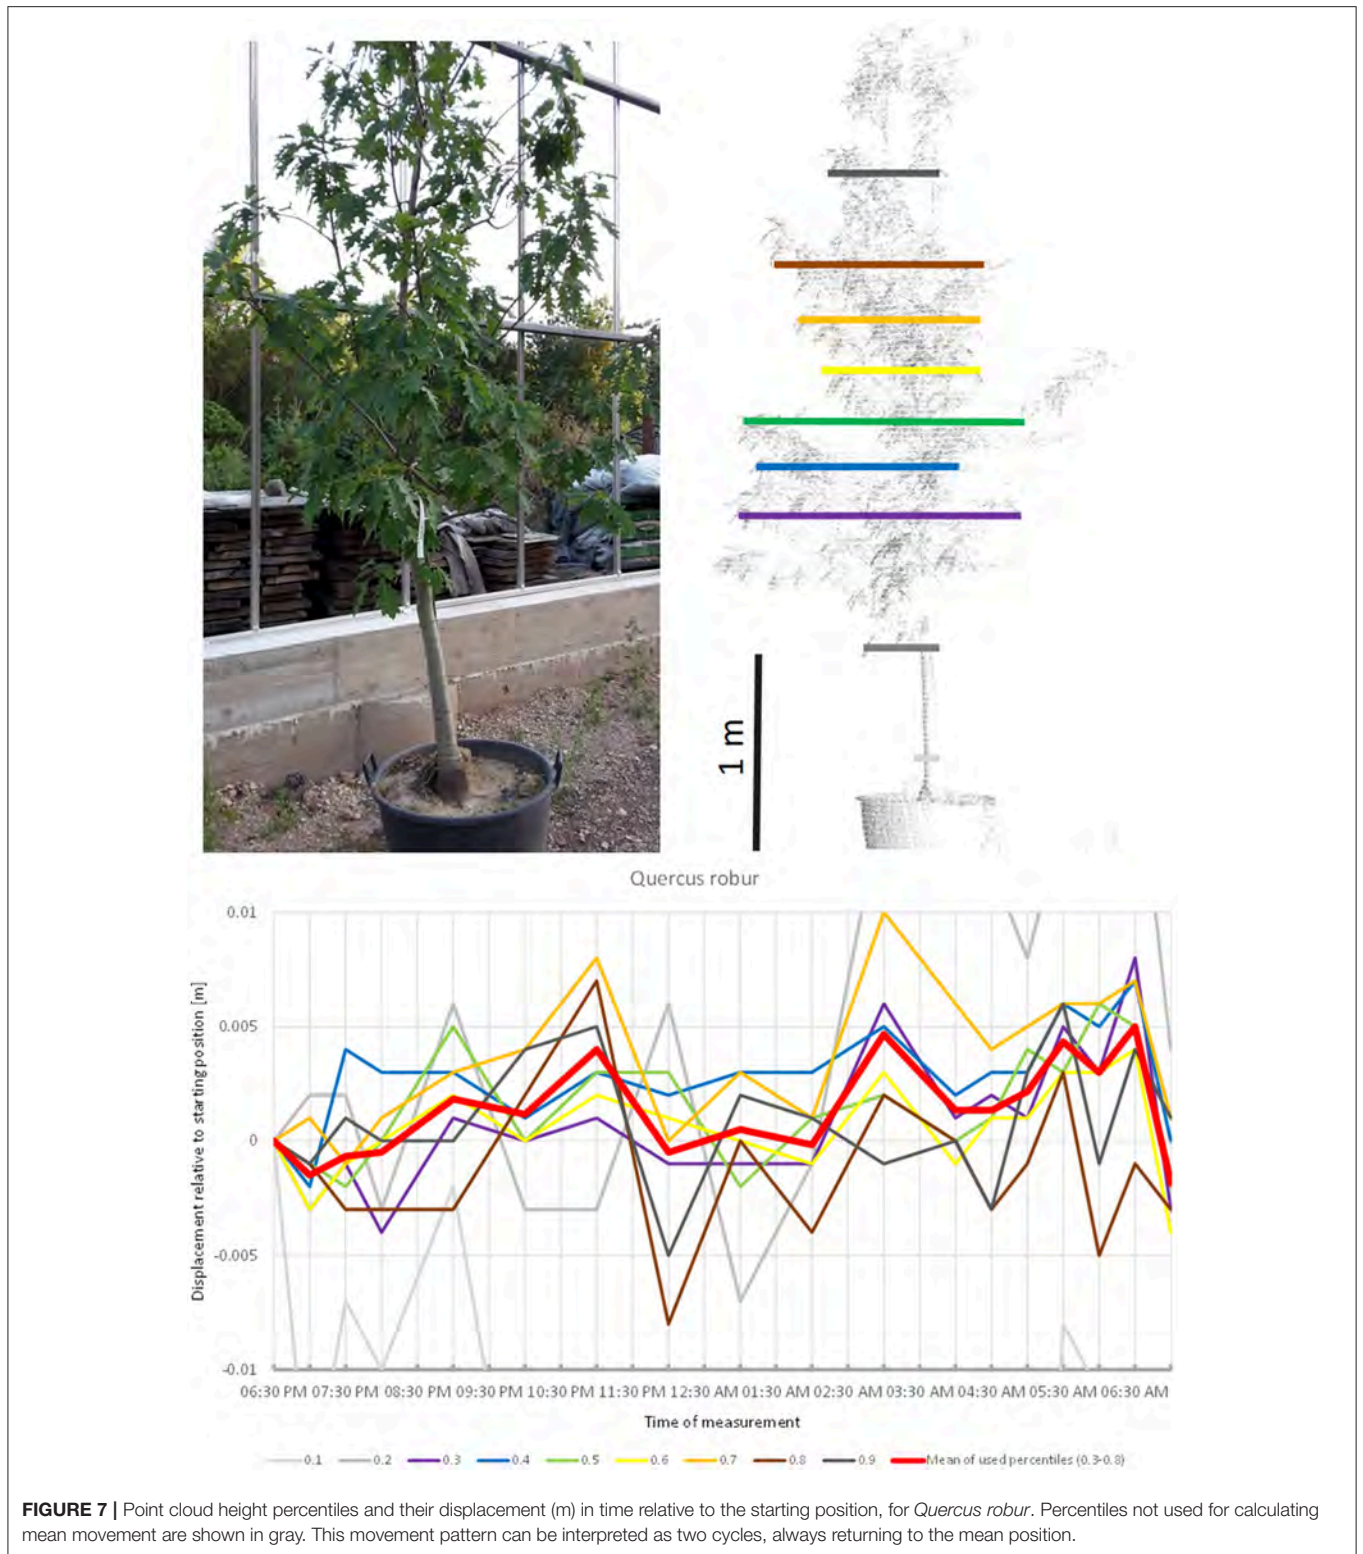 1 m
Quercus robur
0.01
0.005
0
-0.005
-0.01
Displacement relative to starting position [m]
06:30 PM 07:30 PM 08:30 PM 09:30 PM 10:30 PM 11:30 PM 12:30 AM 01:30 AM 02:30 AM 03:30 AM 04:30 AM 05:30 AM 06:30 AM
Time of measurement
0.1 0.2 0.3 0.4 0.5 0.6 0.7 0.8 0.9 Mean of used percentiles (0.3-0.8)
FIGURE 7 | Point cloud height percentiles and their displacement (m) in time relative to the starting position, for Quercus robur. Percentiles not used for calculating
mean movement are shown in gray. This movement pattern can be interpreted as two cycles, always returning to the mean position.